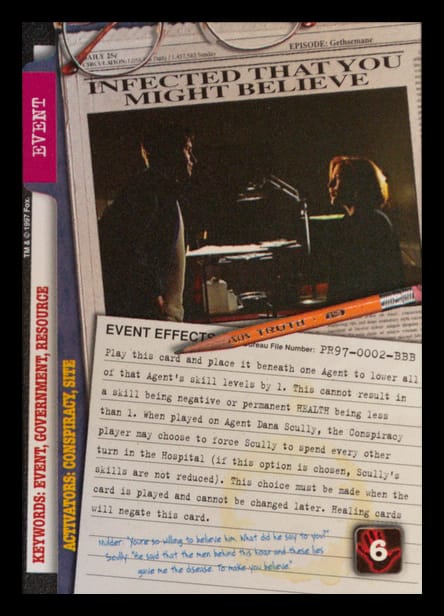 DAILY 25¢
EPISODE: Gethsemane
Sunday
INFECTED THAT YOU
MIGHT BELIEVE
EVENT
TM & © 1997 Fox.
KEYWORDS: EVENT, GOVERNMENT, RESOURCE
ACTIVATORS: CONSPIRACY, SITE
TRUTH
EVENT EFFECTS
Bureau File Number: PR97-0002-BBB
Play this card and place it beneath one Agent to lower all
of that Agent's skill levels by 1. This cannot result in
a skill being negative or permanent HEALTH being less
than 1. When played on Agent Dana Scully, the Conspiracy
player may choose to force Scully to spend every other
turn in the Hospital (if this option is chosen, Scully's
skills are not reduced). This choice must be made when the
card is played and cannot be changed later. Healing cards
will negate this card.
Mulder: "You're so willing to believe him. What did he say to you?"
Scully: "He said that the men behind this hoax and these lies
gave me the disease. To make you believe"
6